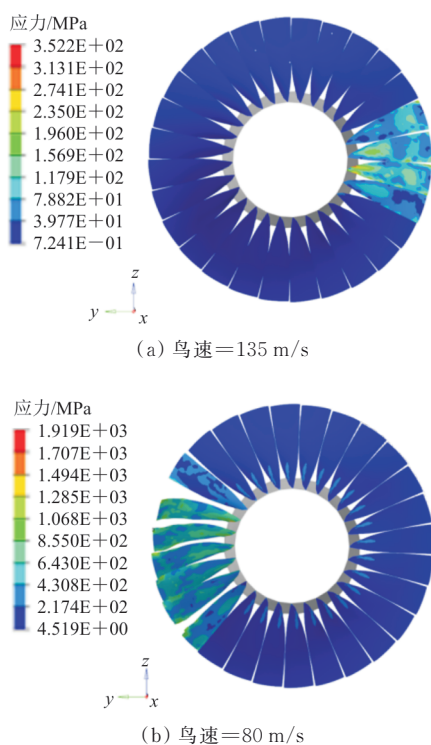 应力/MPa
3.522E+02
3.131E+02
2.741E+02
2.350E+02
1.960E+02
1.569E+02
1.179E+02
7.882E+01
3.977E+01
7.241E−01
z
y
x
(a) 鸟速=135 m/s
应力/MPa
1.919E+03
1.707E+03
1.494E+03
1.285E+03
1.068E+03
8.550E+02
6.430E+02
4.308E+02
2.174E+02
4.519E+00
z
y
x
(b) 鸟速=80 m/s